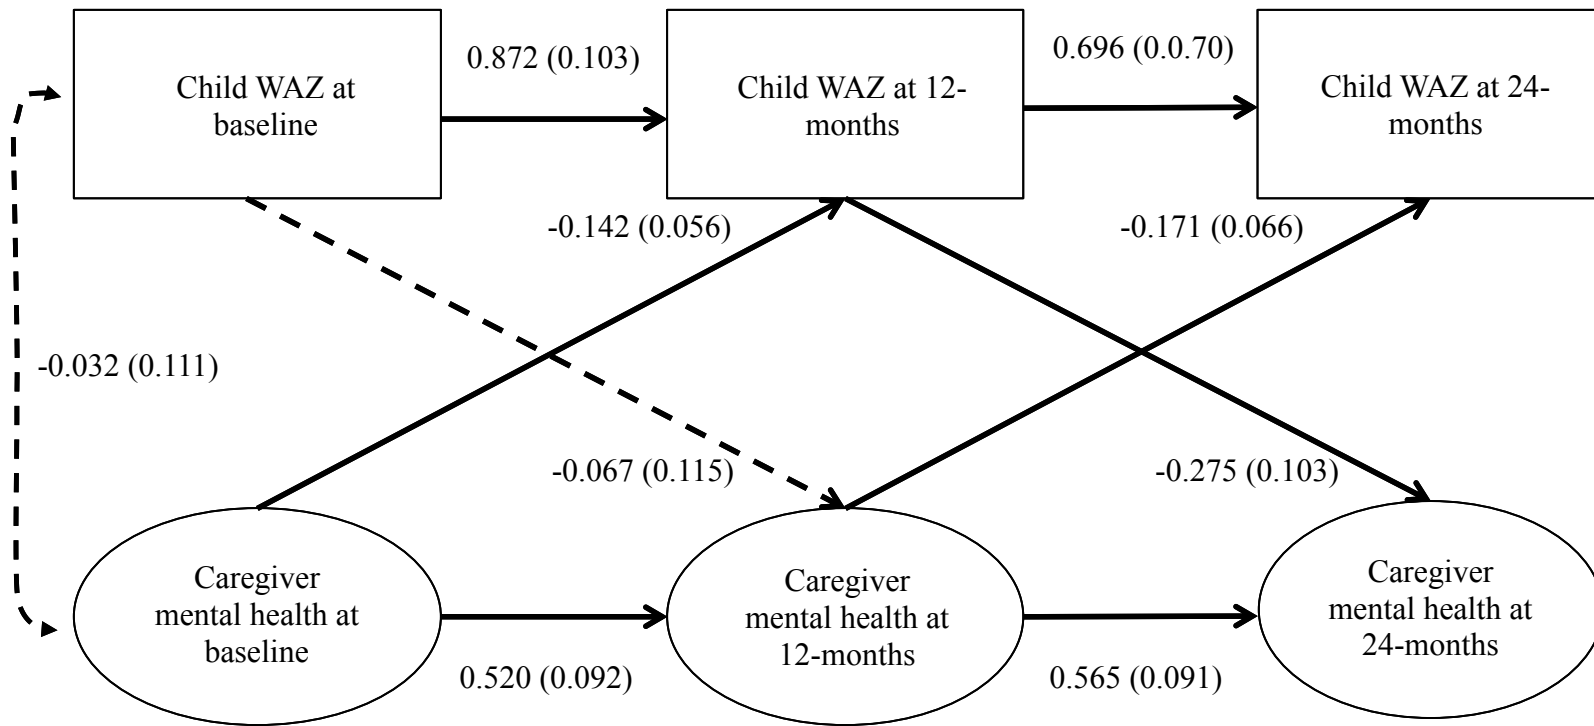 0.872 (0.103)
0.696 (0.0.70)
Child WAZ at
baseline
Child WAZ at 12-
months
Child WAZ at 24-
months
-0.142 (0.056)
-0.171 (0.066)
-0.032 (0.111)
-0.067 (0.115)
-0.275 (0.103)
Caregiver
mental health at
baseline
Caregiver
mental health at
12-months
Caregiver
mental health at
24-months
0.520 (0.092)
0.565 (0.091)